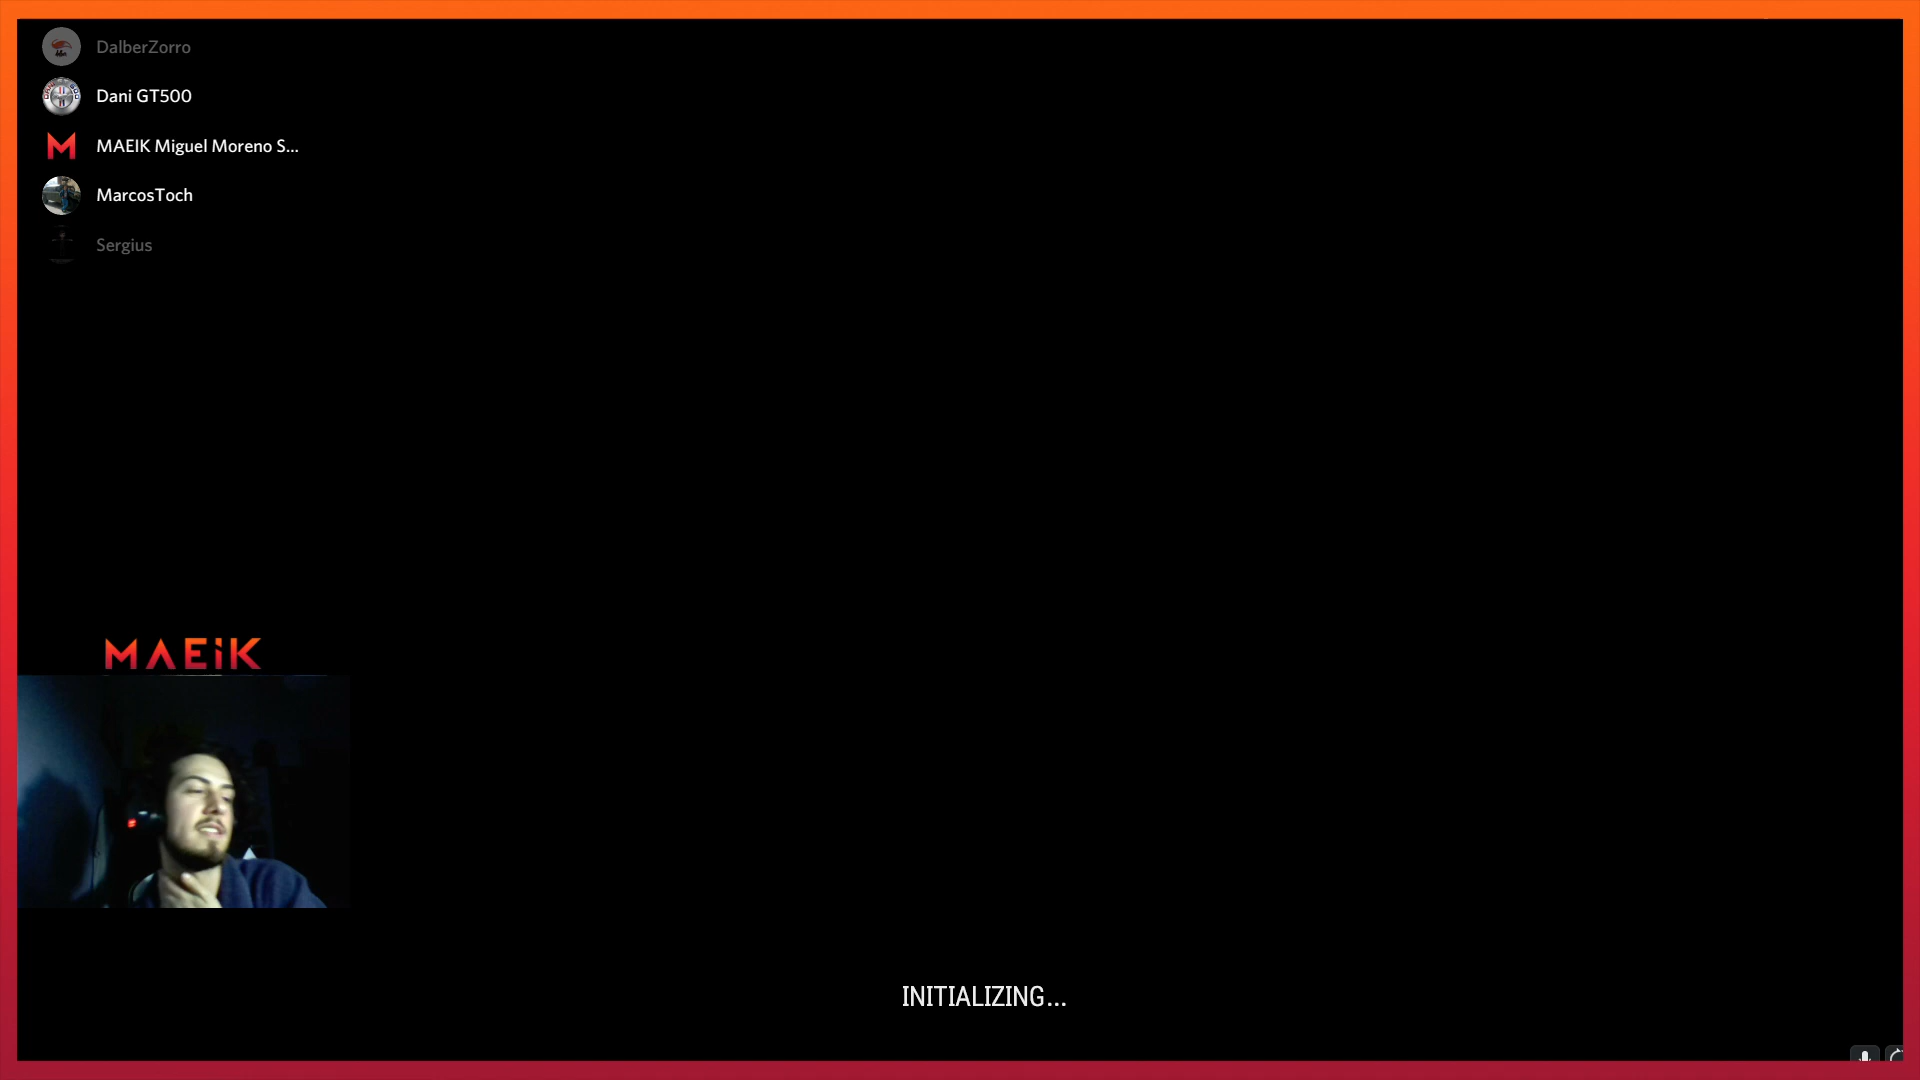 DalberZorro
Dani GT500
MAEIK Miguel Moreno S...
MarcosToch
Sergius
MAEiK
INITIALIZING...